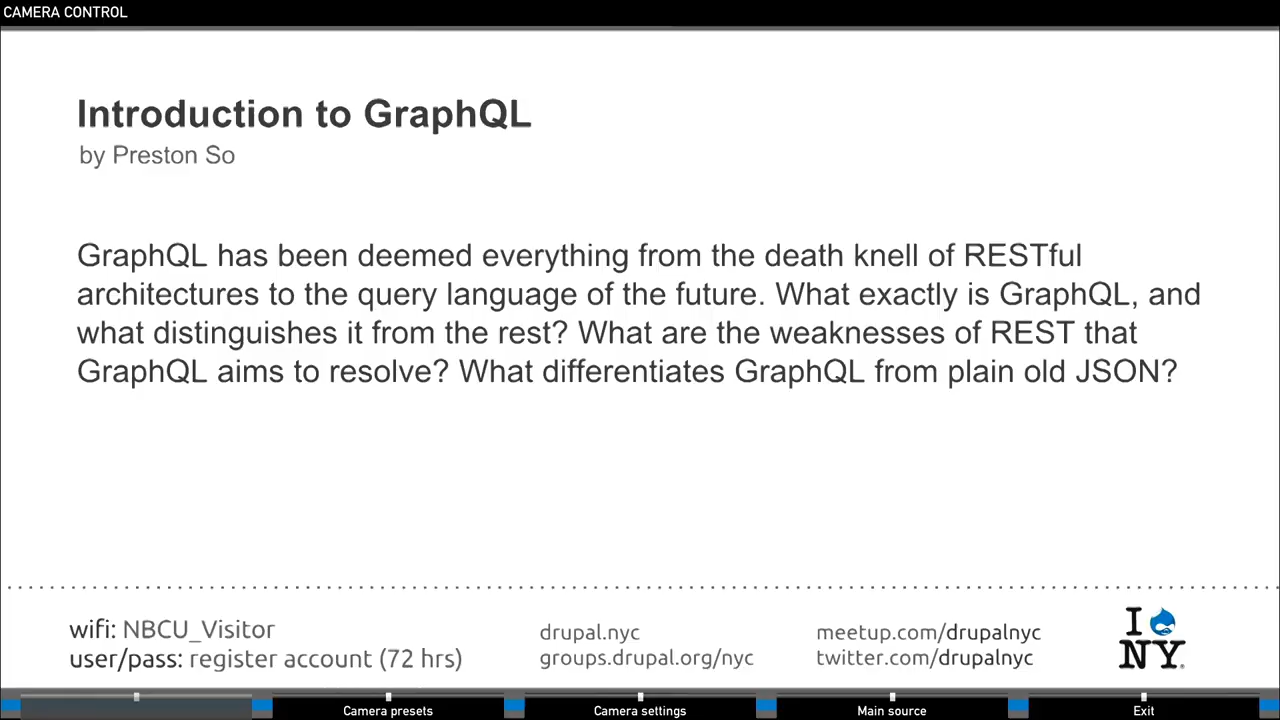 CAMERA CONTROL
Introduction to GraphQL
by Preston So
GraphQL has been deemed everything from the death knell of RESTful
architectures to the query language of the future. What exactly is GraphQL, and
what distinguishes it from the rest? What are the weaknesses of REST that
GraphQL aims to resolve? What differentiates GraphQL from plain old JSON?
wifi: NBCU_Visitor
user/pass: register account (72 hrs)
drupal.nyc
groups.drupal.org/nyc
meetup.com/drupalnyc
twitter.com/drupalnyc
I
NY
Camera presets
Camera settings
Main source
Exit